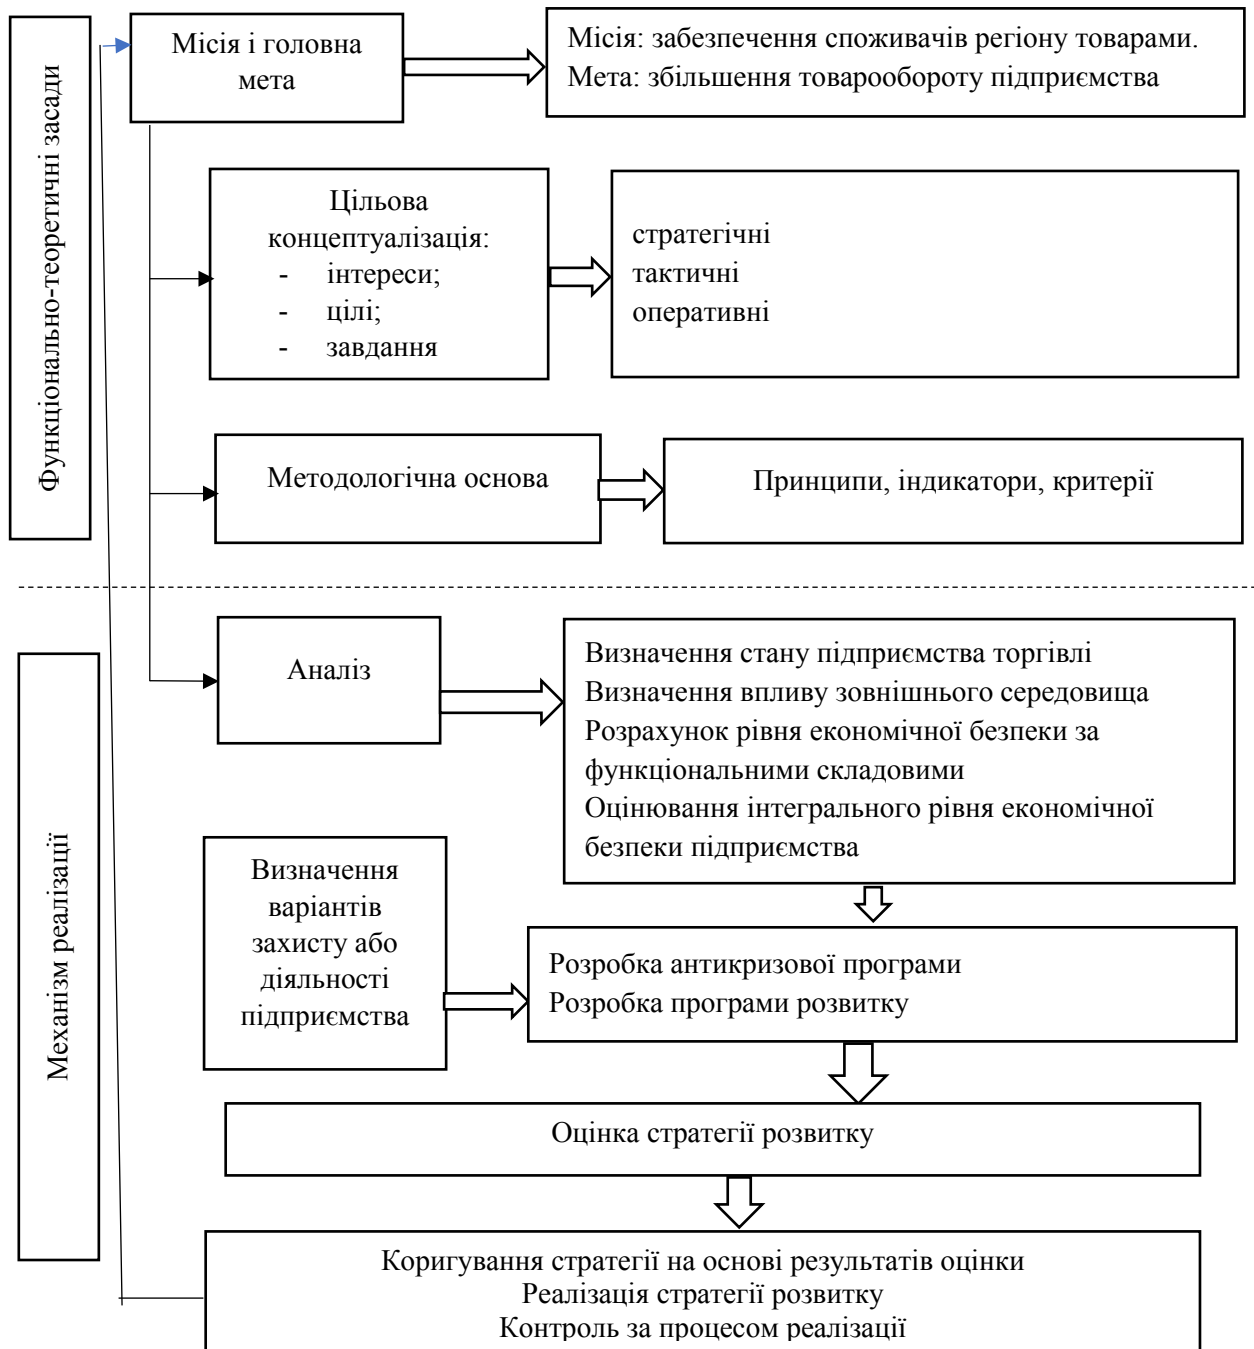 Функціонально-теоретичні засади
Місія і головна
мета
Місія: забезпечення споживачів регіону товарами.
Мета: збільшення товарообороту підприємства
Цільова
концептуалізація:
- інтереси;
- цілі;
- завдання
стратегічні
тактичні
оперативні
Методологічна основа
Принципи, індикатори, критерії
Механізм реалізації
Аналіз
Визначення стану підприємства торгівлі
Визначення впливу зовнішнього середовища
Розрахунок рівня економічної безпеки за
функціональними складовими
Оцінювання інтегрального рівня економічної
безпеки підприємства
Визначення
варіантів
захисту або
діяльності
підприємства
Розробка антикризової програми
Розробка програми розвитку
Оцінка стратегії розвитку
Коригування стратегії на основі результатів оцінки
Реалізація стратегії розвитку
Контроль за процесом реалізації